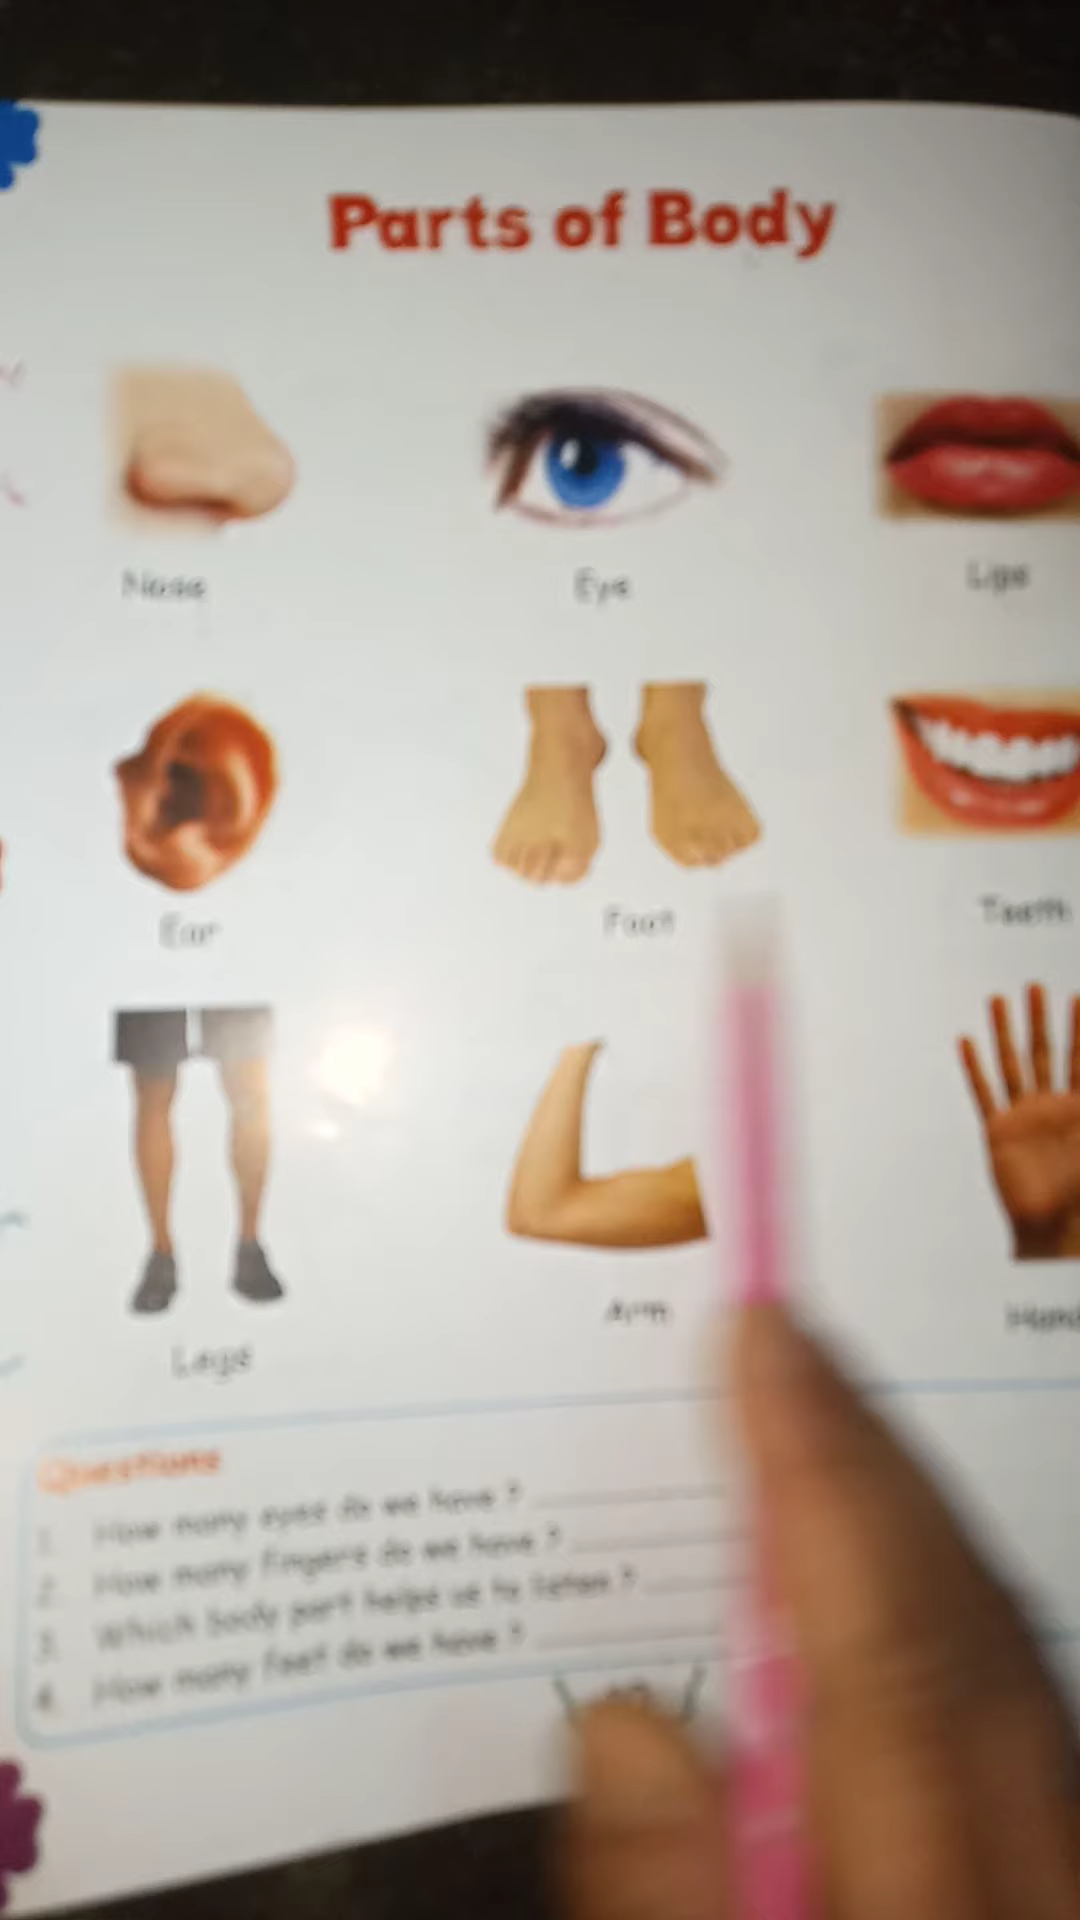 Parts of Body
Nose Eye Lips
Ear Foot Teeth
Legs Arm Hand
Questions
1. How many eyes do we have ?
2. How many fingers do we have ?
3. Which body part helps us to listen ?
4. How many feet do we have ?